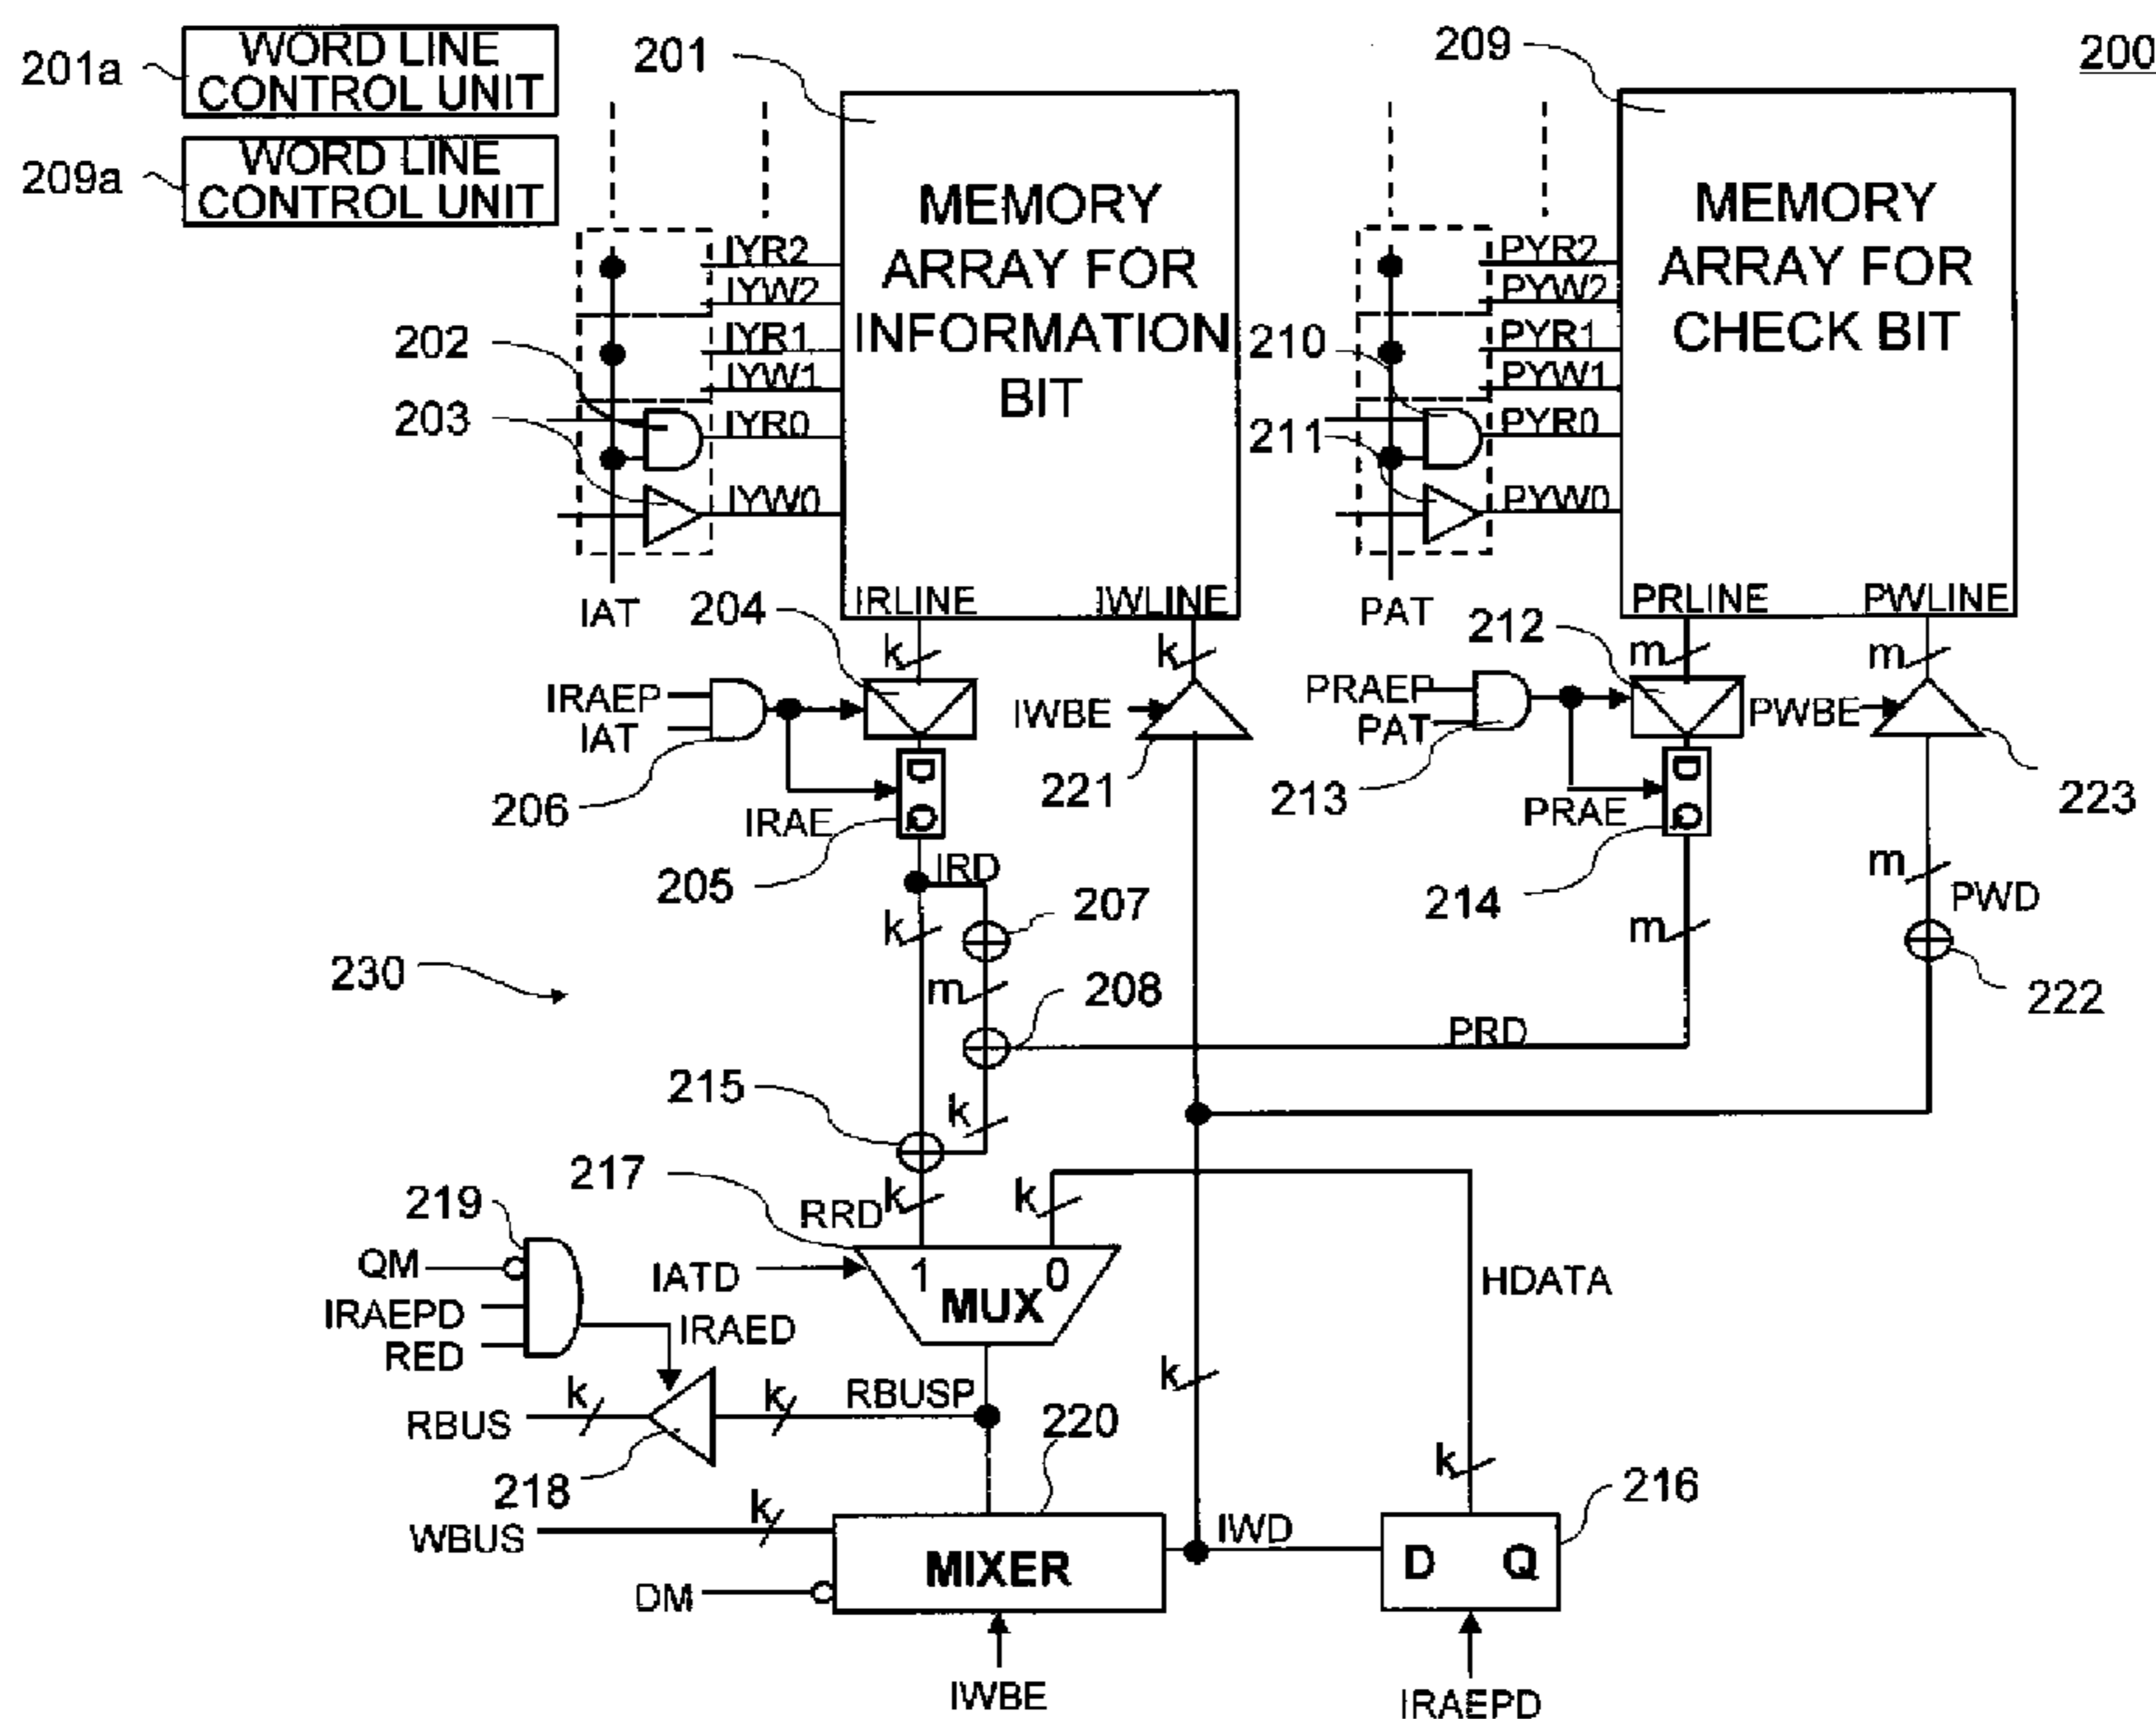 200
201a
WORD LINE
CONTROL UNIT
209a
WORD LINE
CONTROL UNIT
201
MEMORY
ARRAY FOR
INFORMATION
BIT
209
MEMORY
ARRAY FOR
CHECK BIT
IYR2
IYW2
IYR1
IYW1
IYR0
IYW0
202
203
IAT
PYR2
PYW2
PYR1
PYW1
PYR0
PYW0
210
211
PAT
IRLINE
IWLINE
PRLINE
PWLINE
204
k
k
212
m
m
IRAEP
IAT
206
IWBE
221
PRAEP
PAT
213
PWBE
223
D
Q
IRAE
205
D
Q
PRAE
214
IRD
k
207
m
208
m
PRD
m
PWD
222
230
215
k
217
RRD
k
k
219
QM
IRAEPD
RED
IRAED
IATD
1
0
MUX
HDATA
k
RBUS
k
k
RBUSP
218
220
k
216
WBUS
k
DM
MIXER
IWD
D
Q
IWBE
IRAEPD